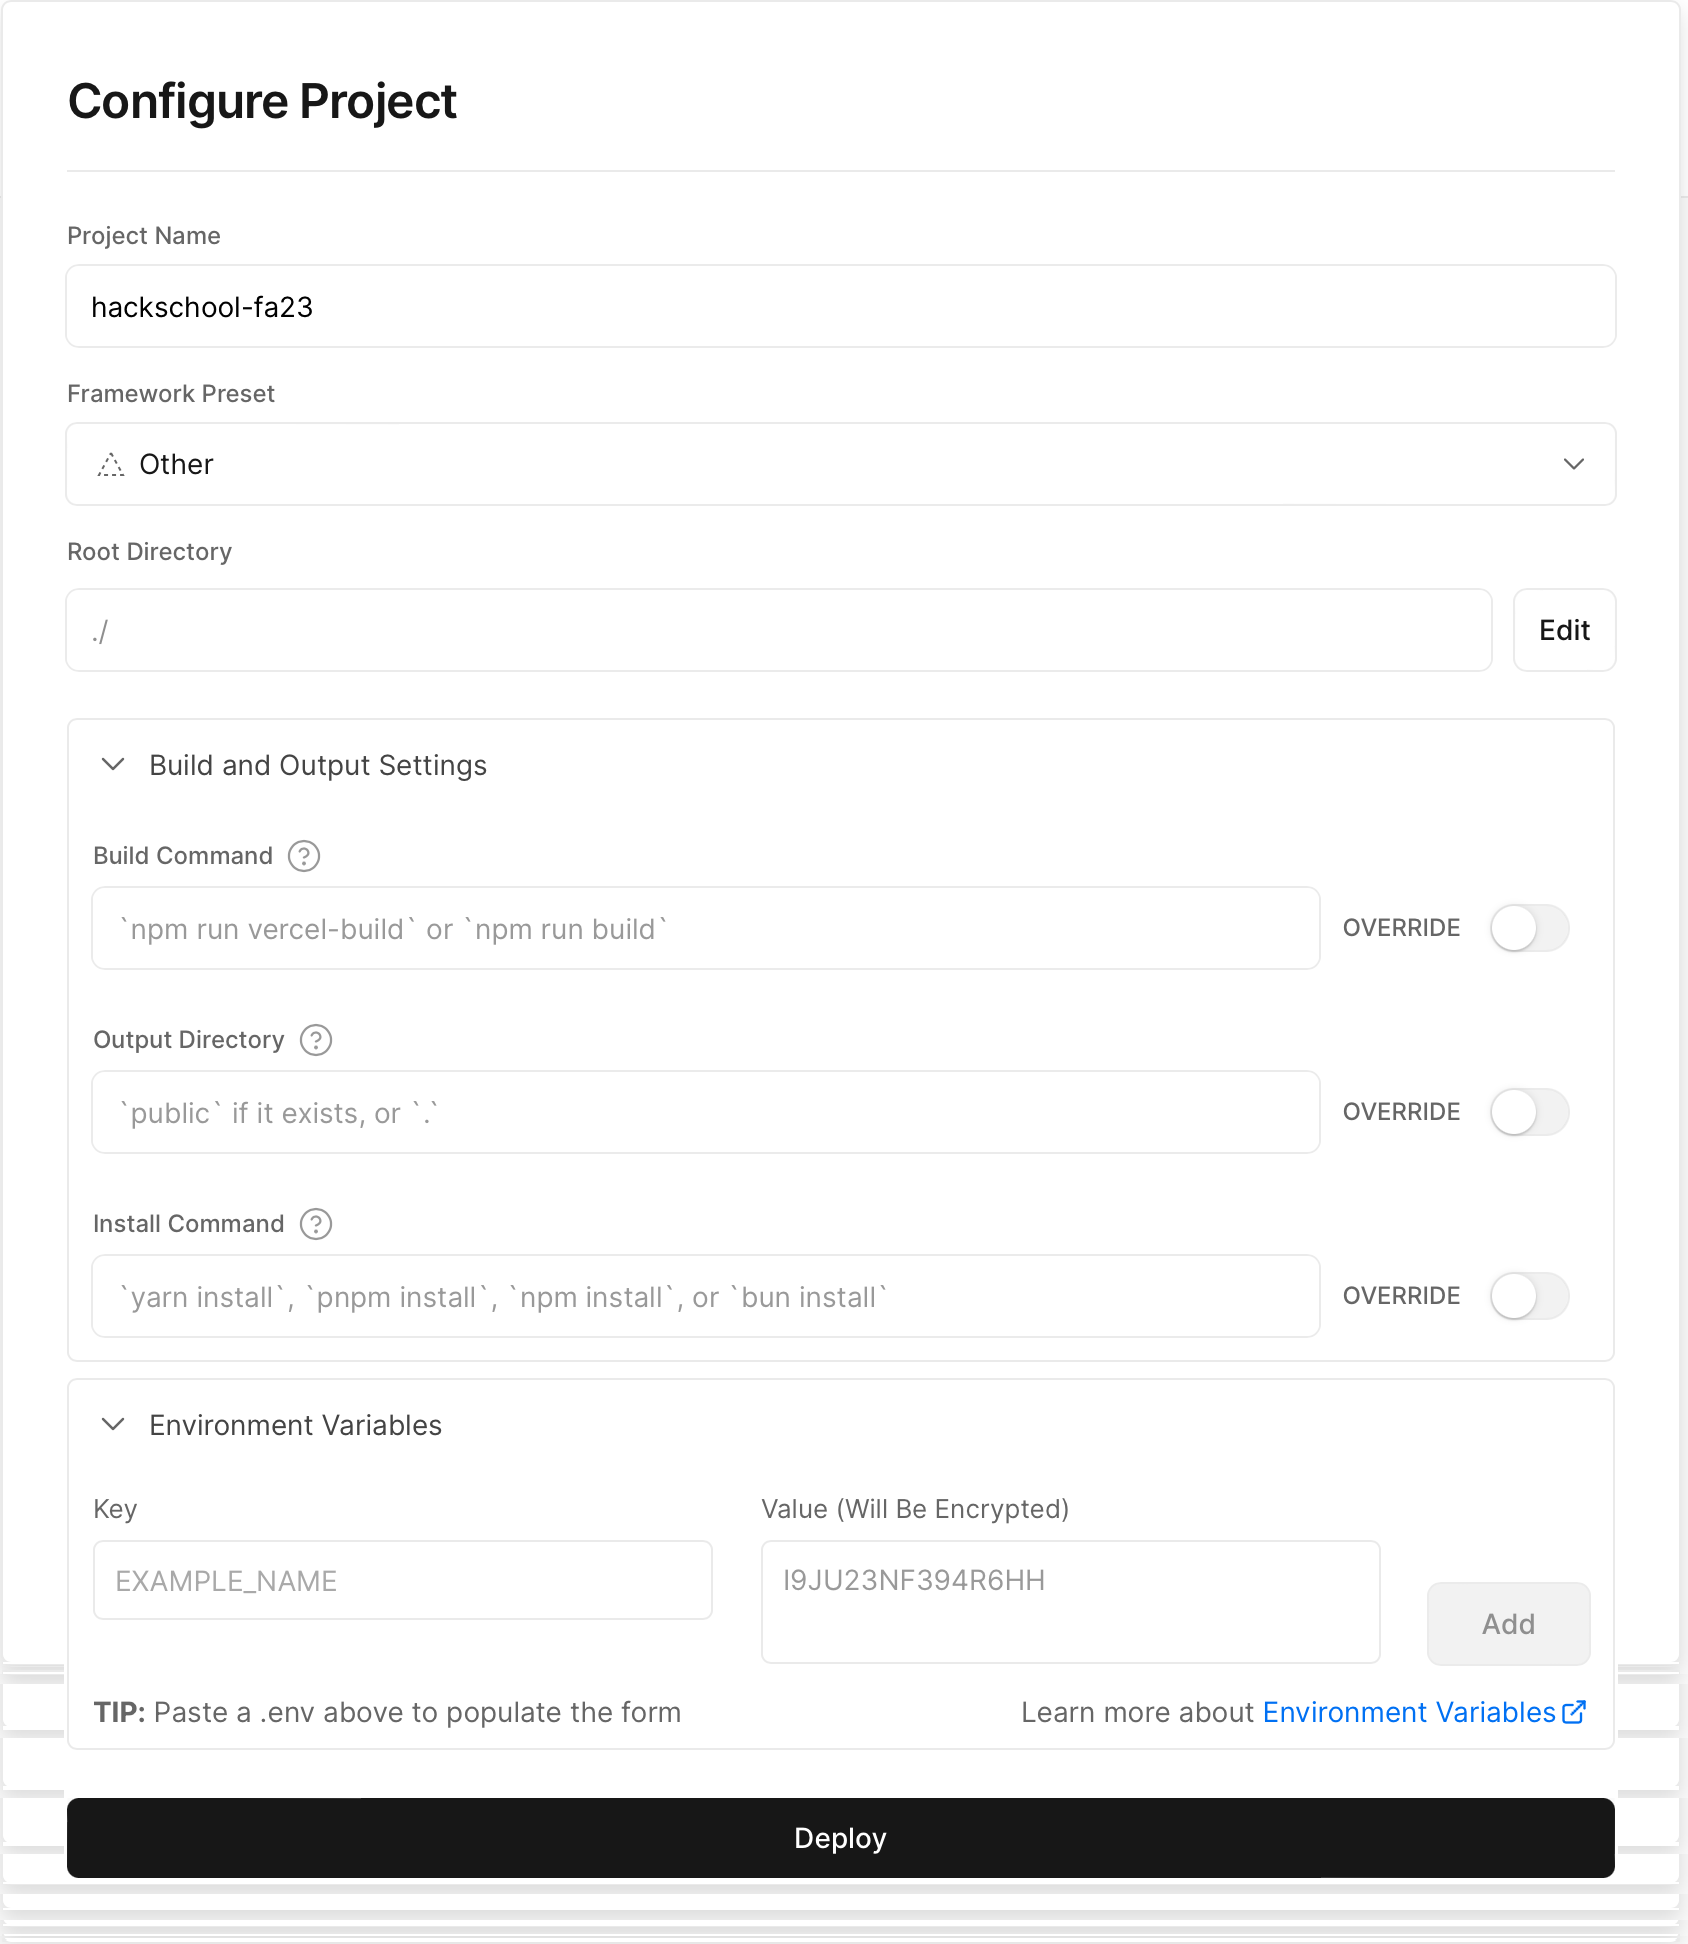 Configure Project
Project Name
hackschool-fa23
Framework Preset
Other
Root Directory
./
Edit
Build and Output Settings
Build Command ?
`npm run vercel-build` or `npm run build`
OVERRIDE
Output Directory ?
`public` if it exists, or `.`
OVERRIDE
Install Command ?
`yarn install`, `pnpm install`, `npm install`, or `bun install`
OVERRIDE
Environment Variables
Key
Value (Will Be Encrypted)
EXAMPLE_NAME
I9JU23NF394R6HH
Add
TIP: Paste a .env above to populate the form
Learn more about Environment Variables
Deploy